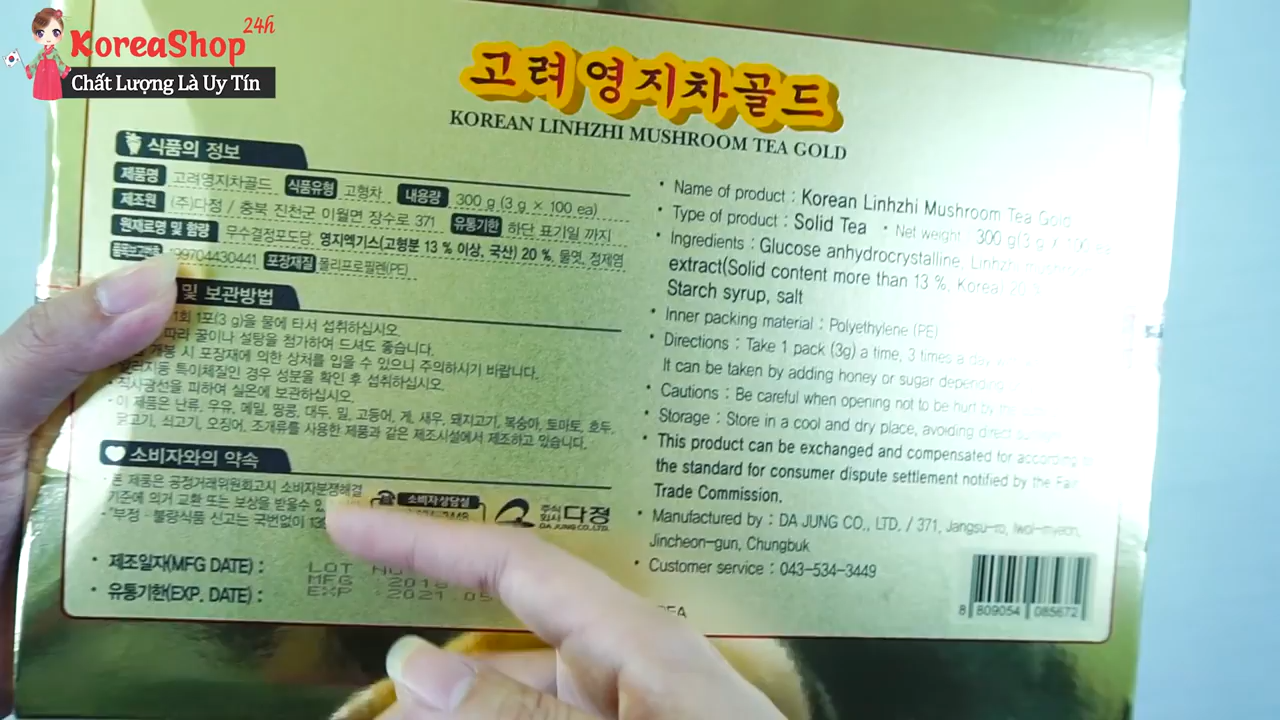 KoreaShop 24h
Chất Lượng Là Uy Tín
고려영지차골드
KOREAN LINHZHI MUSHROOM TEA GOLD
식품의 정보
제품명 고려영지차골드 식품유형 고형차 내용량 300 g (3 g × 100 ea)
제조원 (주)다정 / 충북 진천군 이월면 장수로 371 유통기한 하단 표기일 까지
원재료명 및 함량 무수결정포도당, 영지엑기스(고형분 13 % 이상, 국산) 20 %, 물엿, 정제염
품목보고번호 199704430441 포장재질 폴리프로필렌(PE)
및 보관방법
1회 1포(3 g)을 물에 타서 섭취하십시오.
따라 꿀이나 설탕을 첨가하여 드셔도 좋습니다.
개봉 시 포장재에 의한 상처를 입을 수 있으니 주의하시기 바랍니다.
특이체질인 경우 성분을 확인 후 섭취하십시오.
직사광선을 피하여 실온에 보관하십시오.
이 제품은 난류, 우유, 메밀, 땅콩, 대두, 밀, 고등어, 게, 새우, 돼지고기, 복숭아, 토마토, 호두,
닭고기, 쇠고기, 오징어, 조개류를 사용한 제품과 같은 제조시설에서 제조하고 있습니다.
소비자와의 약속
본 제품은 공정거래위원회고시 소비자분쟁해결
기준에 의거 교환 또는 보상을 받을수
부정·불량식품 신고는 국번없이
소비자상담실
주식회사 다정
DA JUNG CO., LTD.
• 제조일자(MFG DATE) : LOT
MFG 2018
• 유통기한(EXP. DATE) : EXP 2021. 05
• Name of product : Korean Linhzhi Mushroom Tea Gold
• Type of product : Solid Tea • Net weight : 300 g(3 g × 100 ea
• Ingredients : Glucose anhydrocrystalline, Linhzhi mushroom
extract(Solid content more than 13 %, Korea) 20 %
Starch syrup, salt
• Inner packing material : Polyethylene (PE)
• Directions : Take 1 pack (3g) a time, 3 times a day
It can be taken by adding honey or sugar depending
• Cautions : Be careful when opening not to be hurt by the
• Storage : Store in a cool and dry place, avoiding direct
• This product can be exchanged and compensated for according
the standard for consumer dispute settlement notified by the Fair
Trade Commission.
• Manufactured by : DA JUNG CO., LTD. / 371, Jangsu-ro, Iwol-myeon,
Jincheon-gun, Chungbuk
• Customer service : 043-534-3449
8 809054 085672